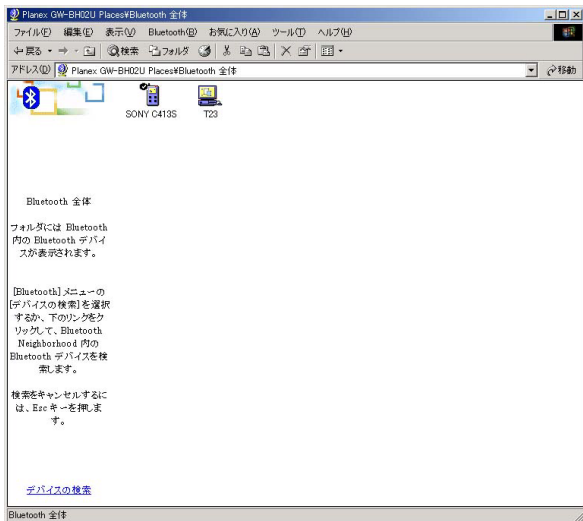 Planex GW-BH02U Places¥Bluetooth 全体
ファイル(F) 編集(E) 表示(V) Bluetooth(B) お気に入り(A) ツール(T) ヘルプ(H)
戻る 検索 フォルダ
アドレス(D) Planex GW-BH02U Places¥Bluetooth 全体 移動
SONY C413S T23
Bluetooth 全体
フォルダには Bluetooth
内の Bluetooth デバイ
スが表示されます。
[Bluetooth]メニューの
[デバイスの検索]を選択
するか、下のリンクをク
リックして、Bluetooth
Neighborhood 内の
Bluetooth デバイスを検
索します。
検索をキャンセルするに
は、Esc キーを押しま
す。
デバイスの検索
Bluetooth 全体